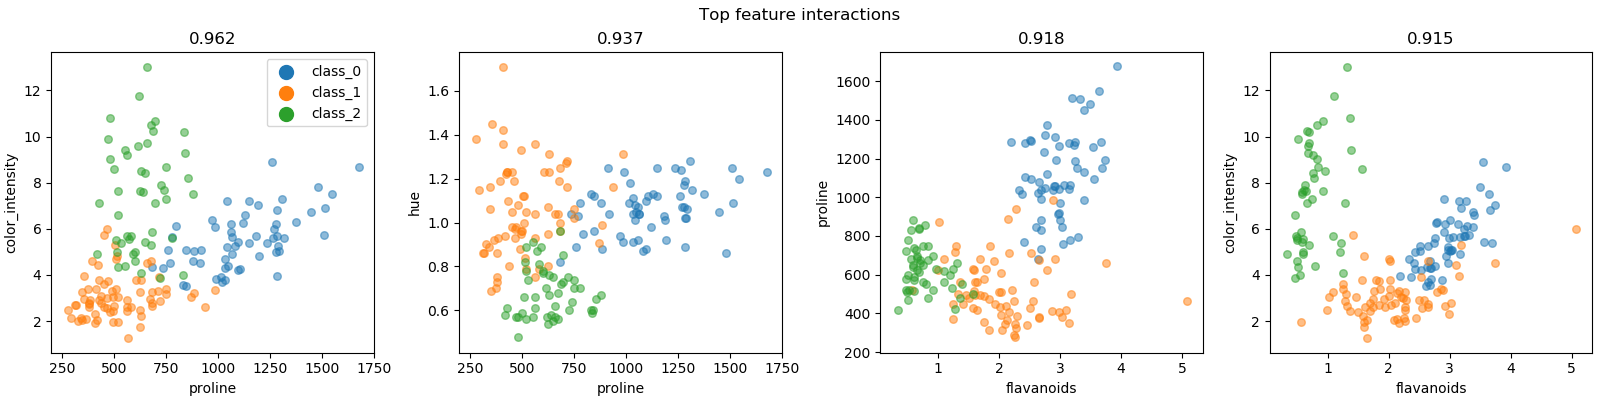 Top feature interactions
0.962
color_intensity
12
10
8
6
4
2
250 500 750 1000 1250 1500 1750
proline
class_0
class_1
class_2
0.937
hue
1.6
1.4
1.2
1.0
0.8
0.6
250 500 750 1000 1250 1500 1750
proline
0.918
proline
1600
1400
1200
1000
800
600
400
200
1 2 3 4 5
flavanoids
0.915
color_intensity
12
10
8
6
4
2
1 2 3 4 5
flavanoids